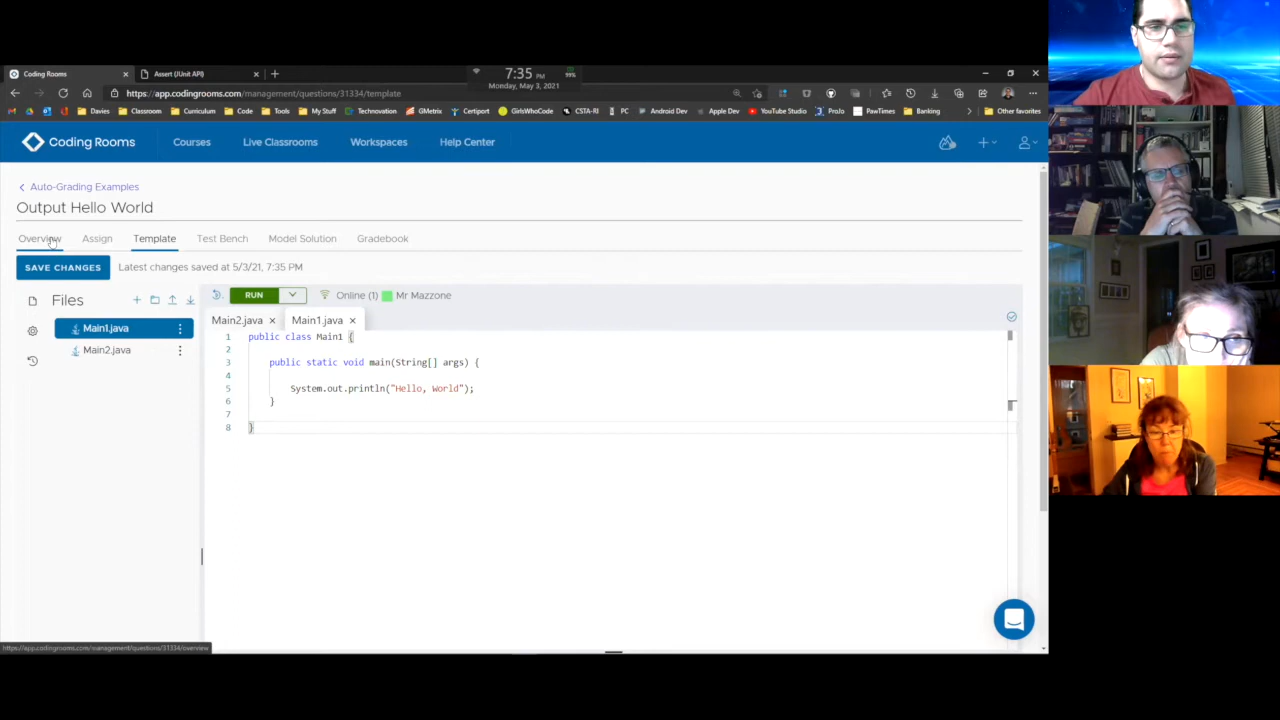 Coding Rooms
Assert (JUnit API)
7:35 PM
99%
Monday, May 3, 2021
https://app.codingrooms.com/management/questions/31334/template
Davies
Curriculum
Code
Tools
My Stuff
Technovation
GMetrix
Certiport
GirlsWhoCode
CSTA-RI
PC
Android Dev
Apple Dev
YouTube Studio
ProJo
PawTimes
Banking
Other favorites
Coding Rooms
Courses
Live Classrooms
Workspaces
Help Center
Auto-Grading Examples
Output Hello World
Overview
Assign
Template
Test Bench
Model Solution
Gradebook
SAVE CHANGES
Latest changes saved at 5/3/21, 7:35 PM
Files
RUN
Online (1)
Mr Mazzone
Main1.java
Main2.java
Main2.java
Main1.java
1 public class Main1 {
2
3 public static void main(String[] args) {
4
5 System.out.println("Hello, World");
6 }
7
8 }
https://app.codingrooms.com/management/questions/31334/overview